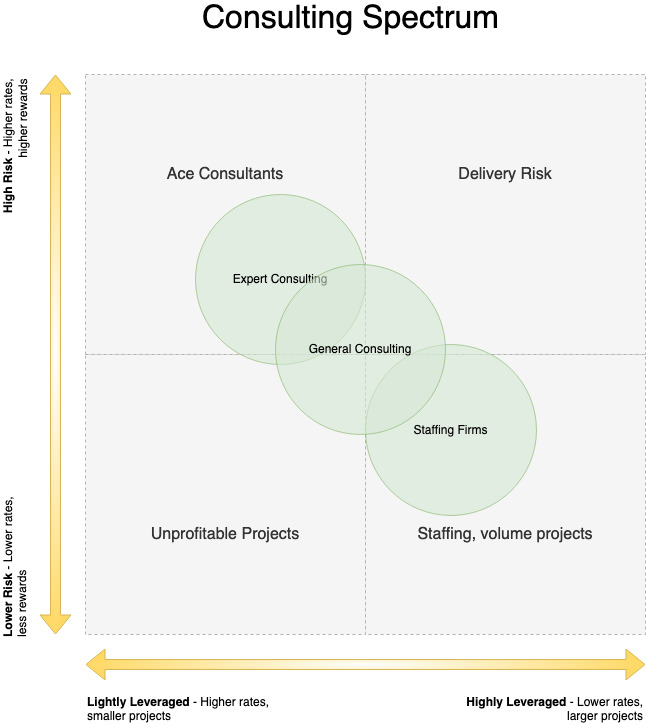 Consulting Spectrum
High Risk - Higher rates,
higher rewards
Ace Consultants
Delivery Risk
Expert Consulting
General Consulting
Staffing Firms
Lower Risk - Lower rates,
less rewards
Unprofitable Projects
Staffing, volume projects
Lightly Leveraged - Higher rates,
smaller projects
Highly Leveraged - Lower rates,
larger projects